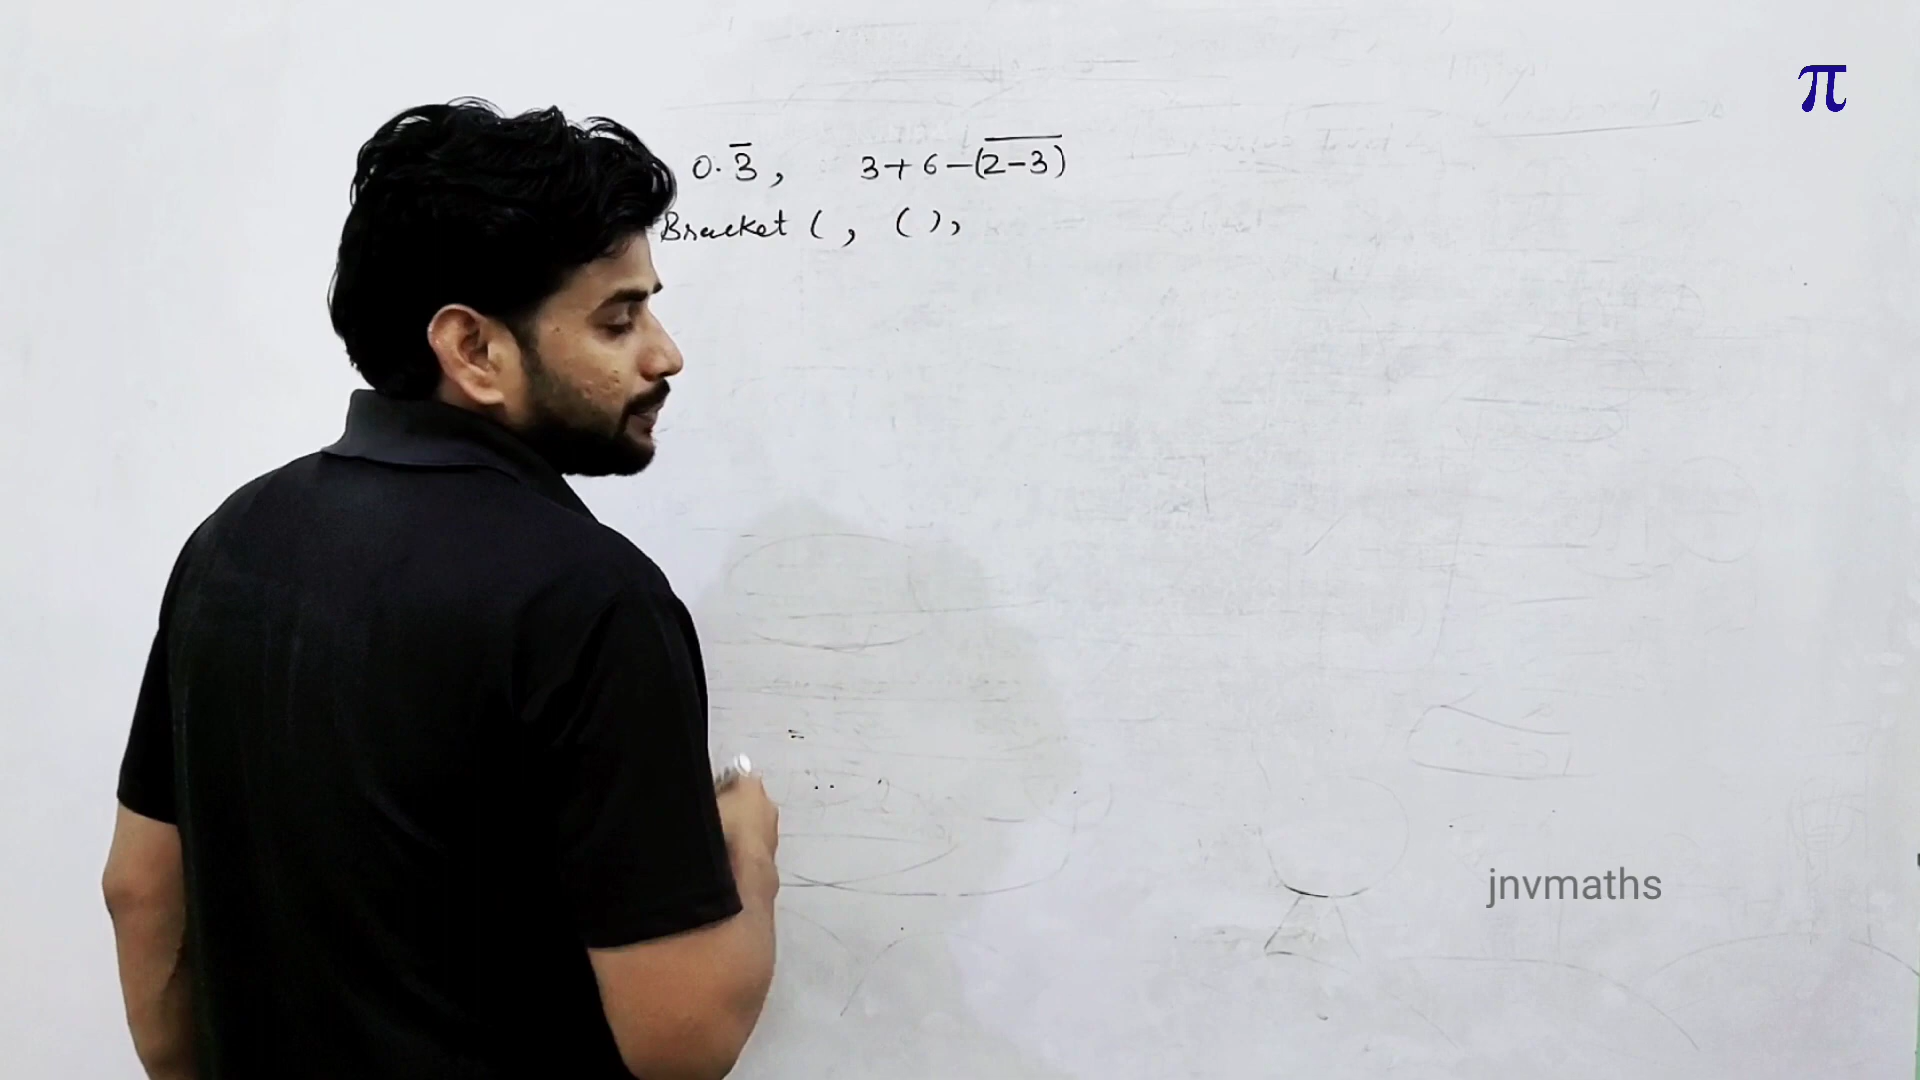 π
0.3̅, 3+6-(2-3)̅
Bracket (, ( ),
jnvmaths